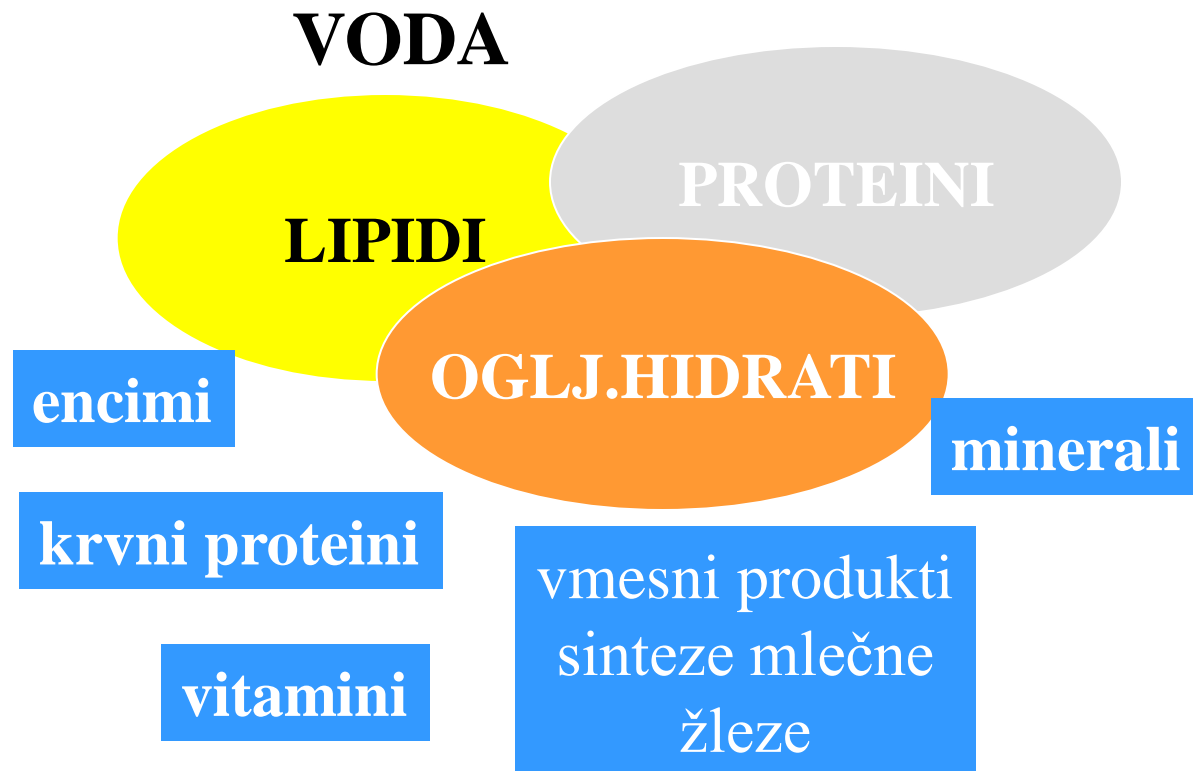 VODA
PROTEINI
LIPIDI
OGLJ.HIDRATI
encimi
minerali
krvni proteini
vmesni produkti
sinteze mlečne
žleze
vitamini